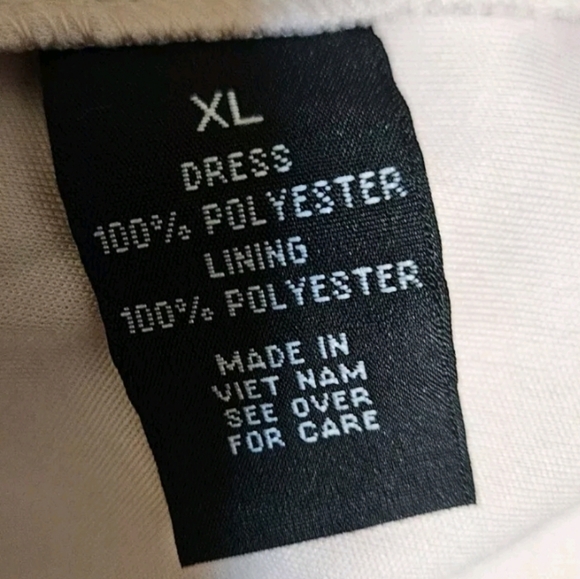 XL
DRESS
100% POLYESTER
LINING
100% POLYESTER
MADE IN
VIET NAM
SEE OVER
FOR CARE